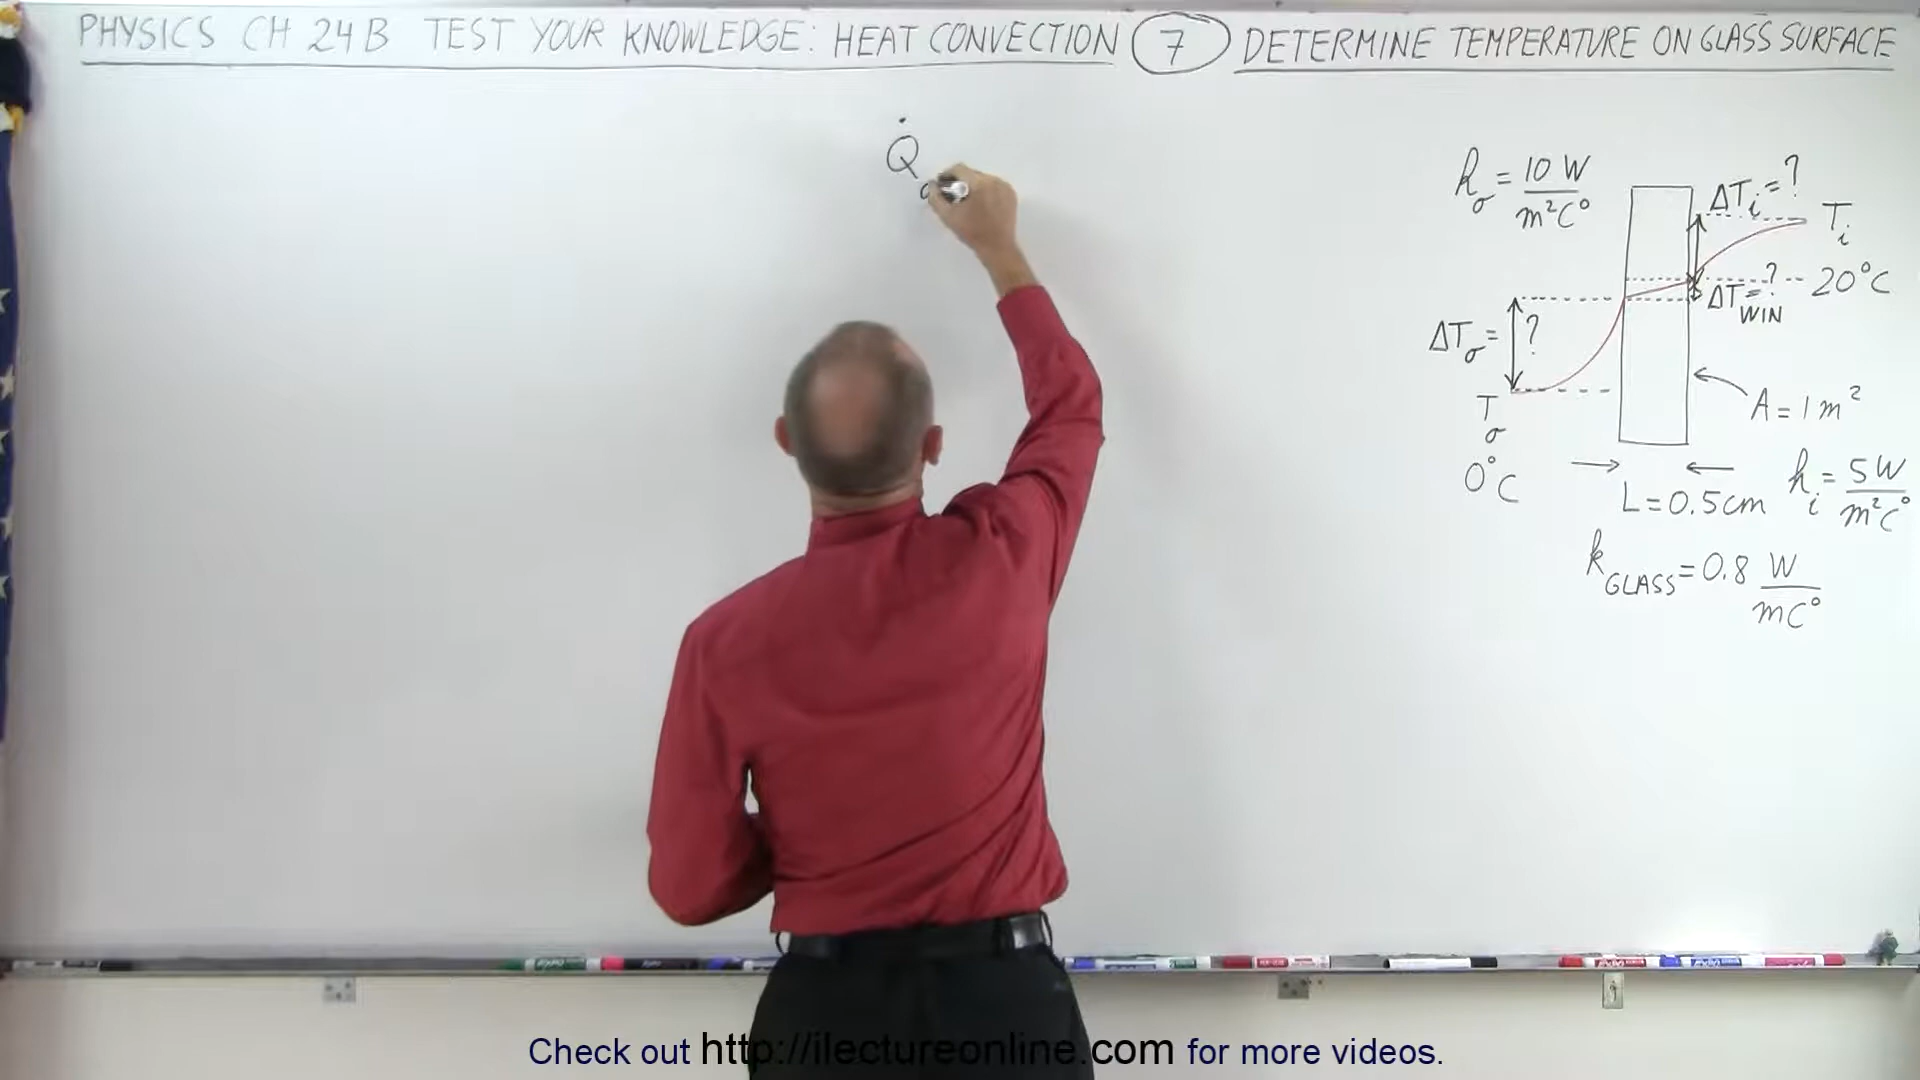 PHYSICS CH 24B TEST YOUR KNOWLEDGE: HEAT CONVECTION 7 DETERMINE TEMPERATURE ON GLASS SURFACE
Q̇
h_o = 10 W / m²C°
ΔT_i = ?
T_i
20°C
ΔT_WIN = ?
ΔT_o = ?
T_o
0°C
A = 1 m²
L = 0.5 cm
h_i = 5 W / m²C°
k_GLASS = 0.8 W / mC°
Check out http://ilectureonline.com for more videos.